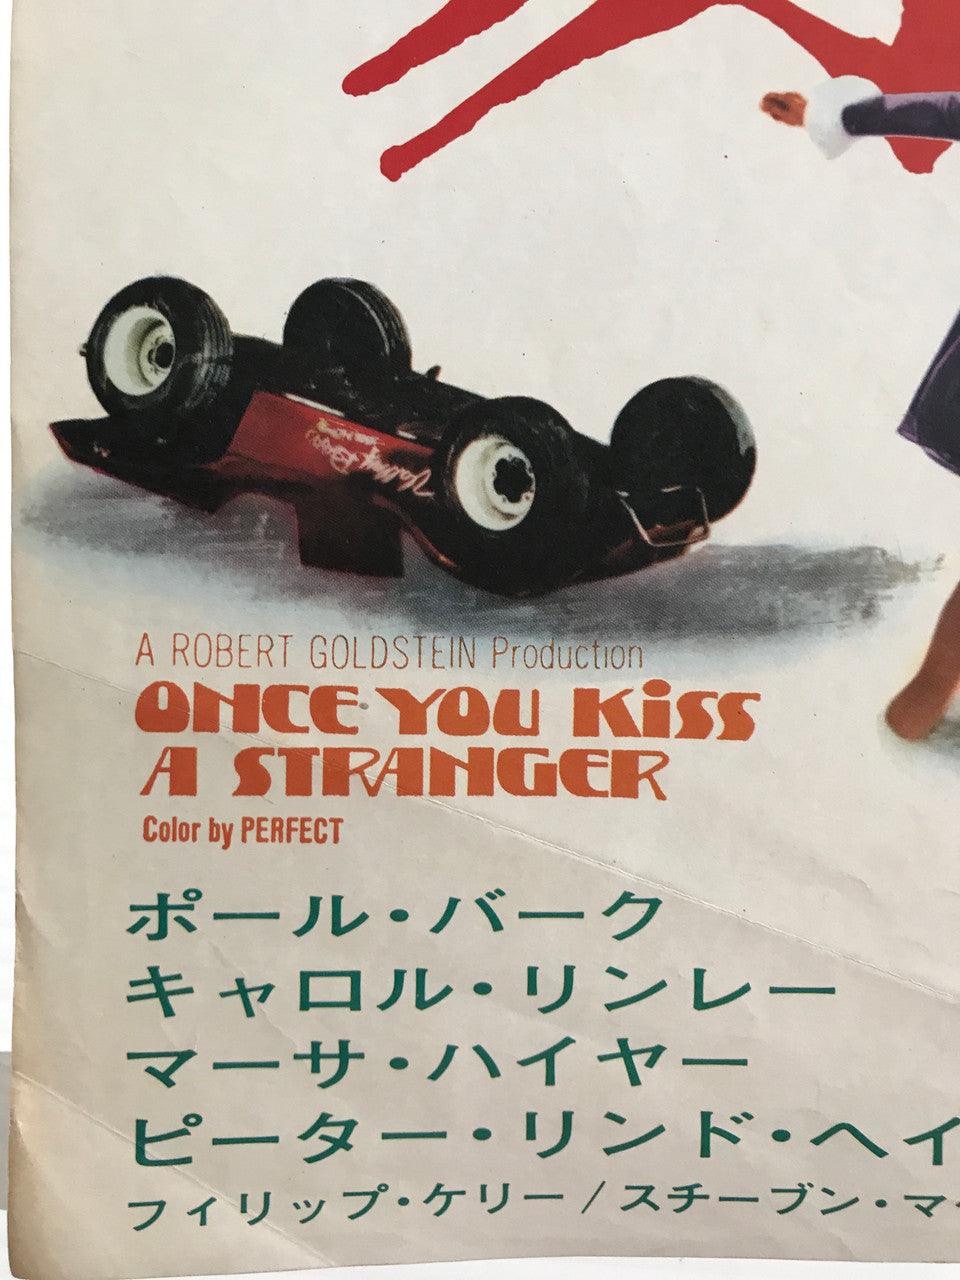 A ROBERT GOLDSTEIN Production
ONCE YOU KiSS
A STRANGER
Color by PERFECT
ポール・バーク
キャロル・リンレー
マーサ・ハイヤー
ピーター・リンド・ヘイ
フィリップ・ケリー/スチーブン・マ